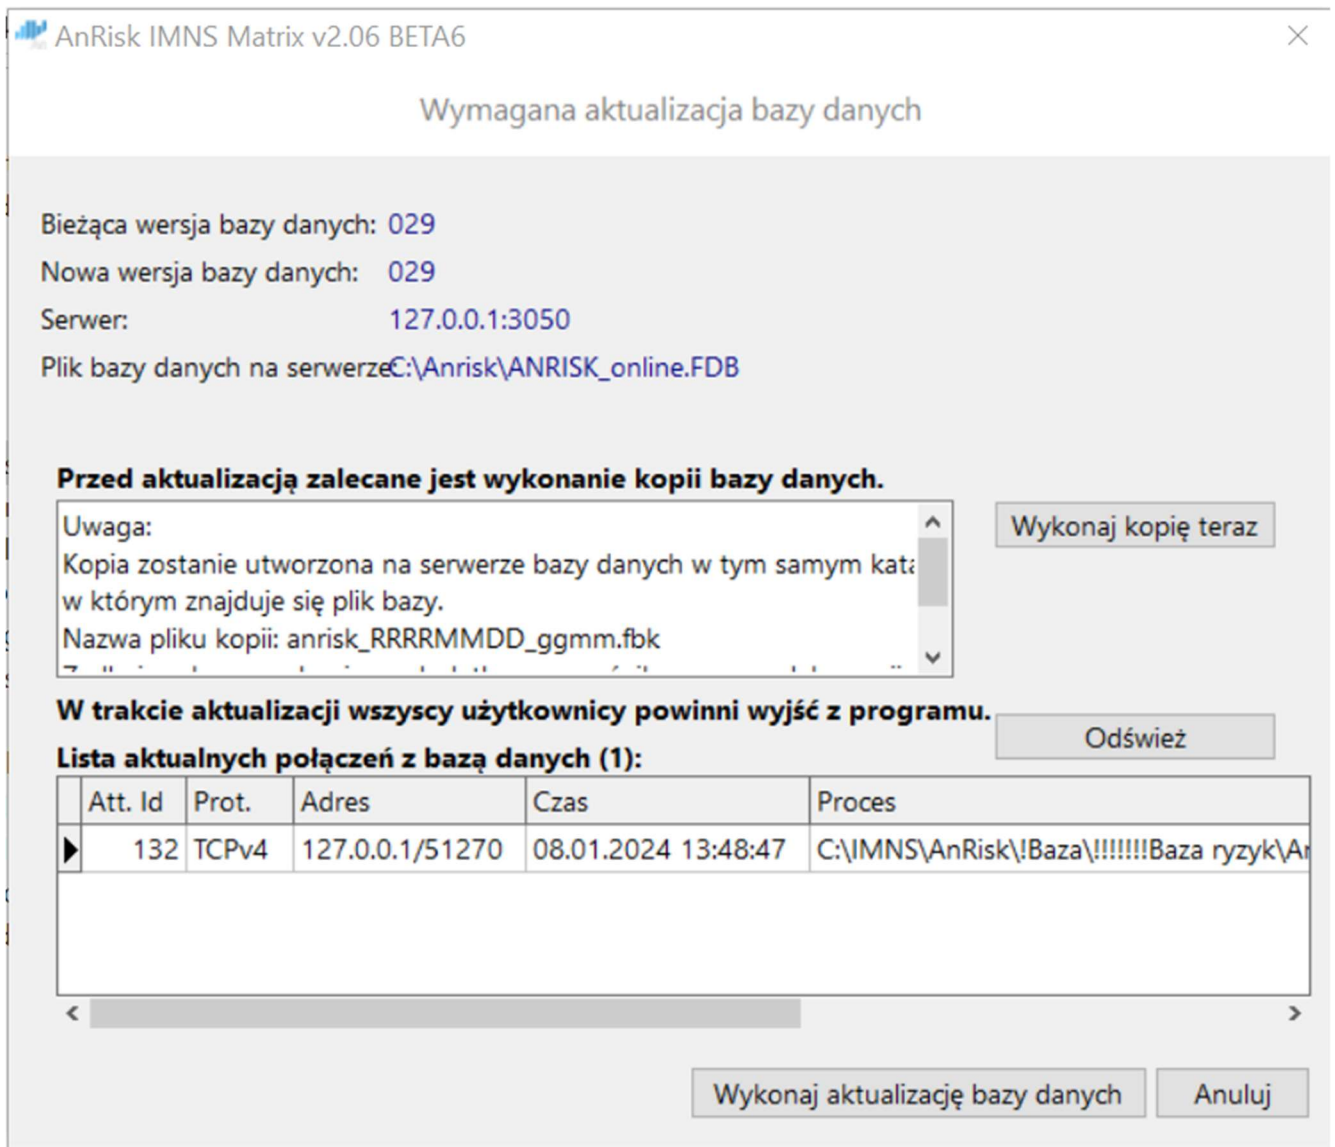 AnRisk IMNS Matrix v2.06 BETA6
Wymagana aktualizacja bazy danych
Bieżąca wersja bazy danych: 029
Nowa wersja bazy danych: 029
Serwer: 127.0.0.1:3050
Plik bazy danych na serwerze C:\Anrisk\ANRISK_online.FDB
Przed aktualizacją zalecane jest wykonanie kopii bazy danych.
Uwaga:
Wykonaj kopię teraz
Kopia zostanie utworzona na serwerze bazy danych w tym samym kata
w którym znajduje się plik bazy.
Nazwa pliku kopii: anrisk_RRRRMMDD_ggmm.fbk
W trakcie aktualizacji wszyscy użytkownicy powinni wyjść z programu.
Odśwież
Lista aktualnych połączeń z bazą danych (1):
Att. Id Prot. Adres Czas Proces
132 TCPv4 127.0.0.1/51270 08.01.2024 13:48:47 C:\IMNS\AnRisk\!Baza\!!!!!!!Baza ryzyk\An
Wykonaj aktualizację bazy danych Anuluj